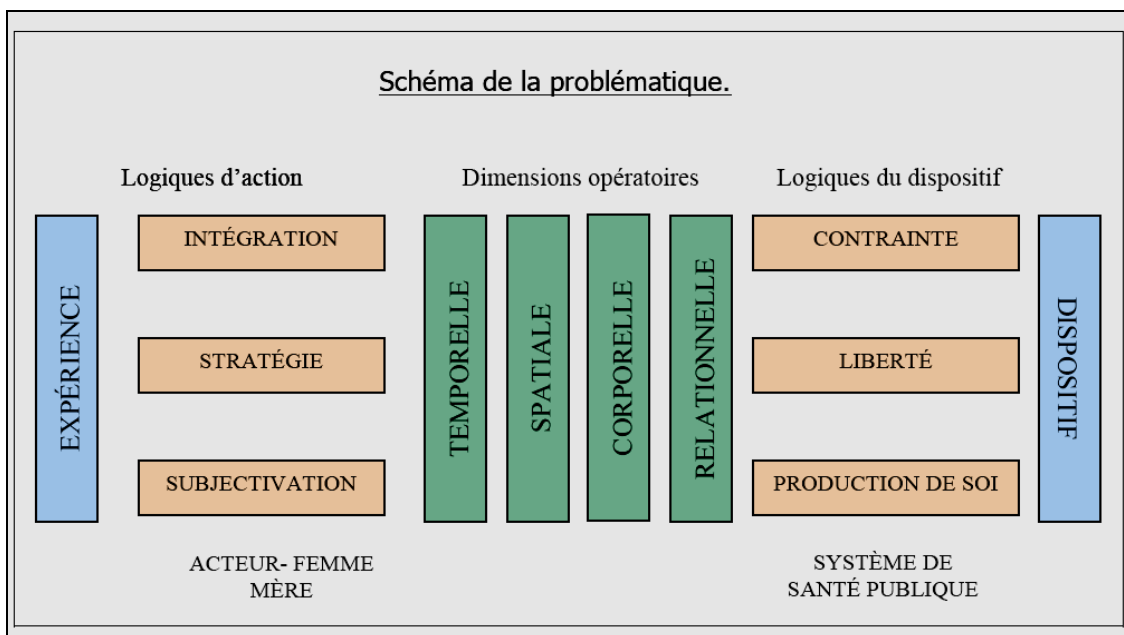 Schéma de la problématique.
Logiques d'action
Dimensions opératoires
Logiques du dispositif
EXPÉRIENCE
INTÉGRATION
STRATÉGIE
SUBJECTIVATION
TEMPORELLE
SPATIALE
CORPORELLE
RELATIONNELLE
CONTRAINTE
LIBERTÉ
PRODUCTION DE SOI
DISPOSITIF
ACTEUR- FEMME
MÈRE
SYSTÈME DE
SANTÉ PUBLIQUE